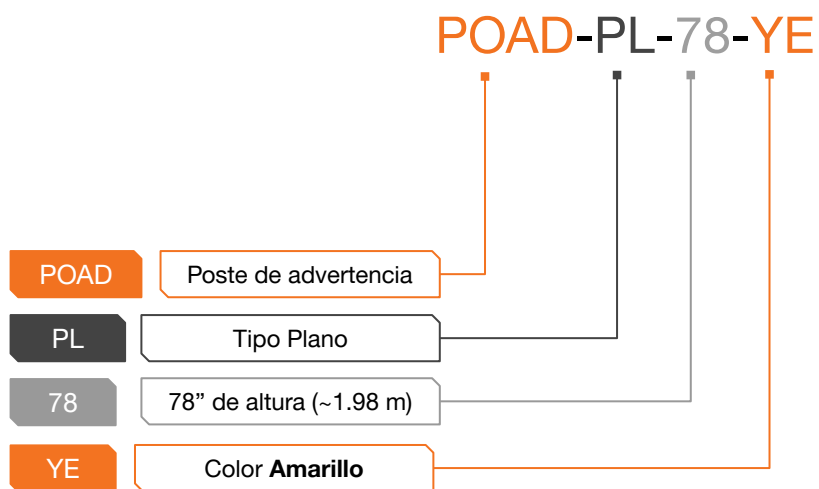 POAD-PL-78-YE
POAD Poste de advertencia
PL Tipo Plano
78 78” de altura (~1.98 m)
YE Color Amarillo